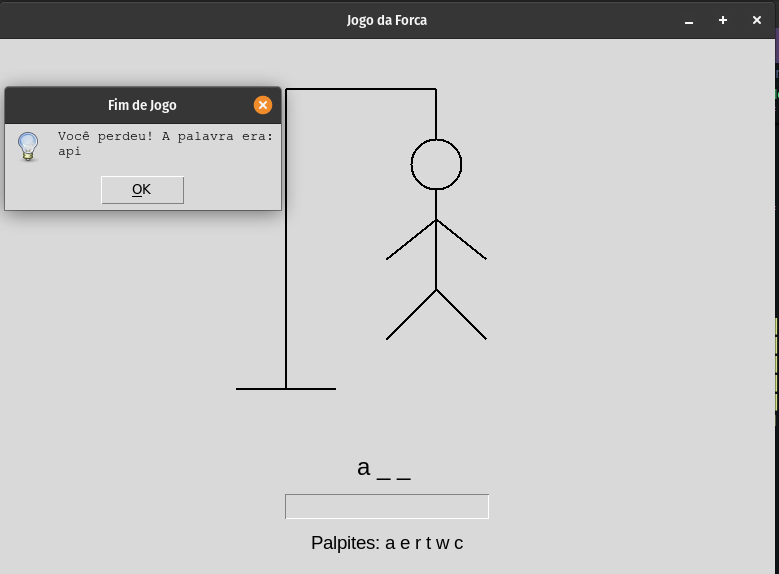 Jogo da Forca
Fim de Jogo
Você perdeu! A palavra era:
api
OK
a _ _
Palpites: a e r t w c